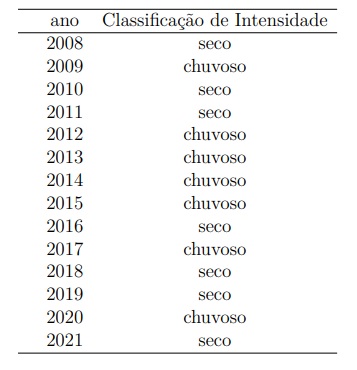 ano Classificação de Intensidade
2008 seco
2009 chuvoso
2010 seco
2011 seco
2012 chuvoso
2013 chuvoso
2014 chuvoso
2015 chuvoso
2016 seco
2017 chuvoso
2018 seco
2019 seco
2020 chuvoso
2021 seco